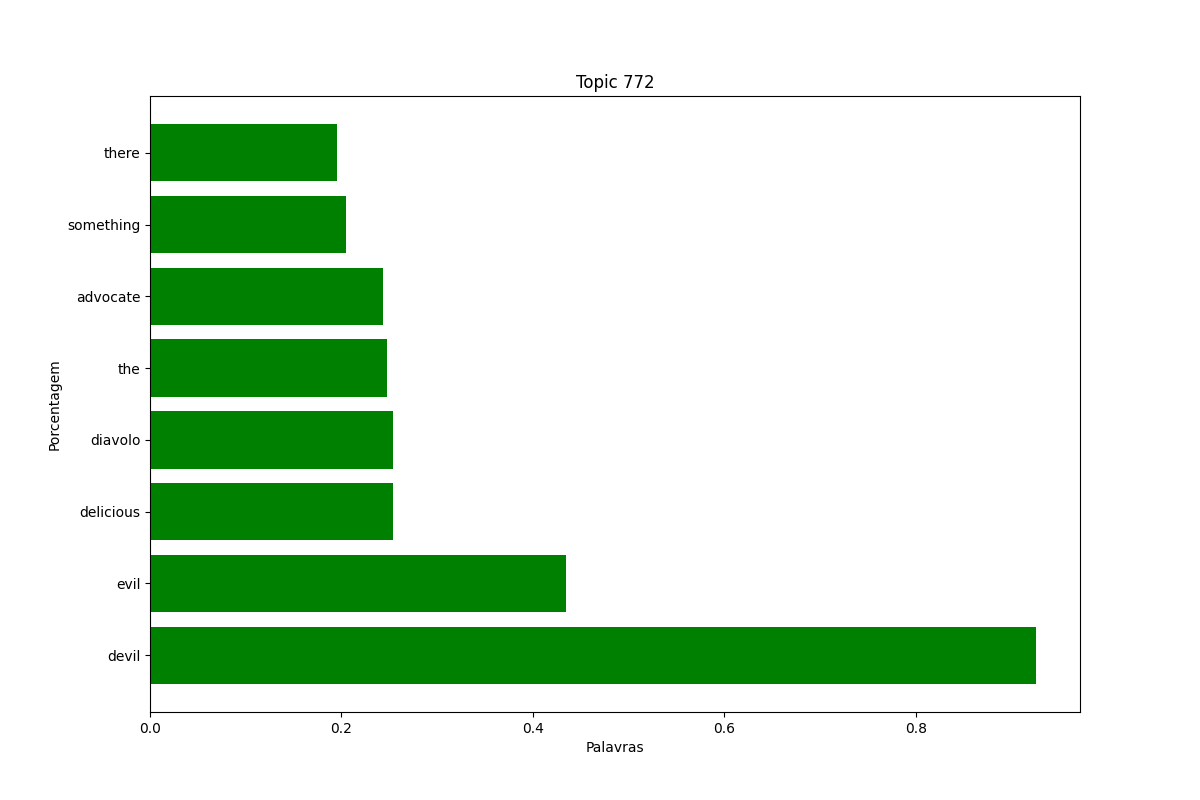 Topic 772
there
something
advocate
the
diavolo
delicious
evil
devil
Porcentagem
0.0 0.2 0.4 0.6 0.8
Palavras